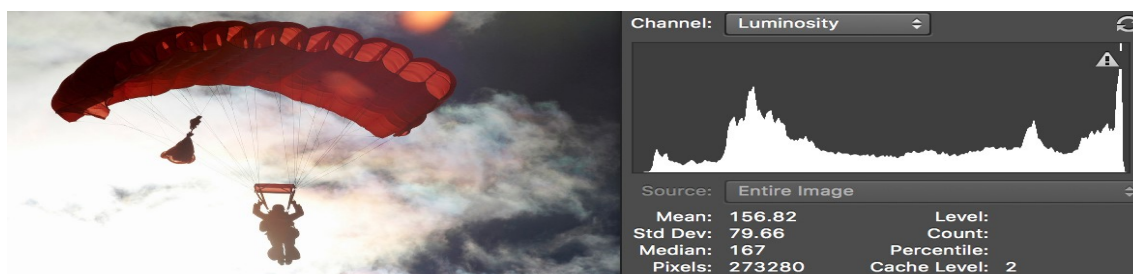 Channel: Luminosity
Source: Entire Image
Mean: 156.82 Level:
Std Dev: 79.66 Count:
Median: 167 Percentile:
Pixels: 273280 Cache Level: 2